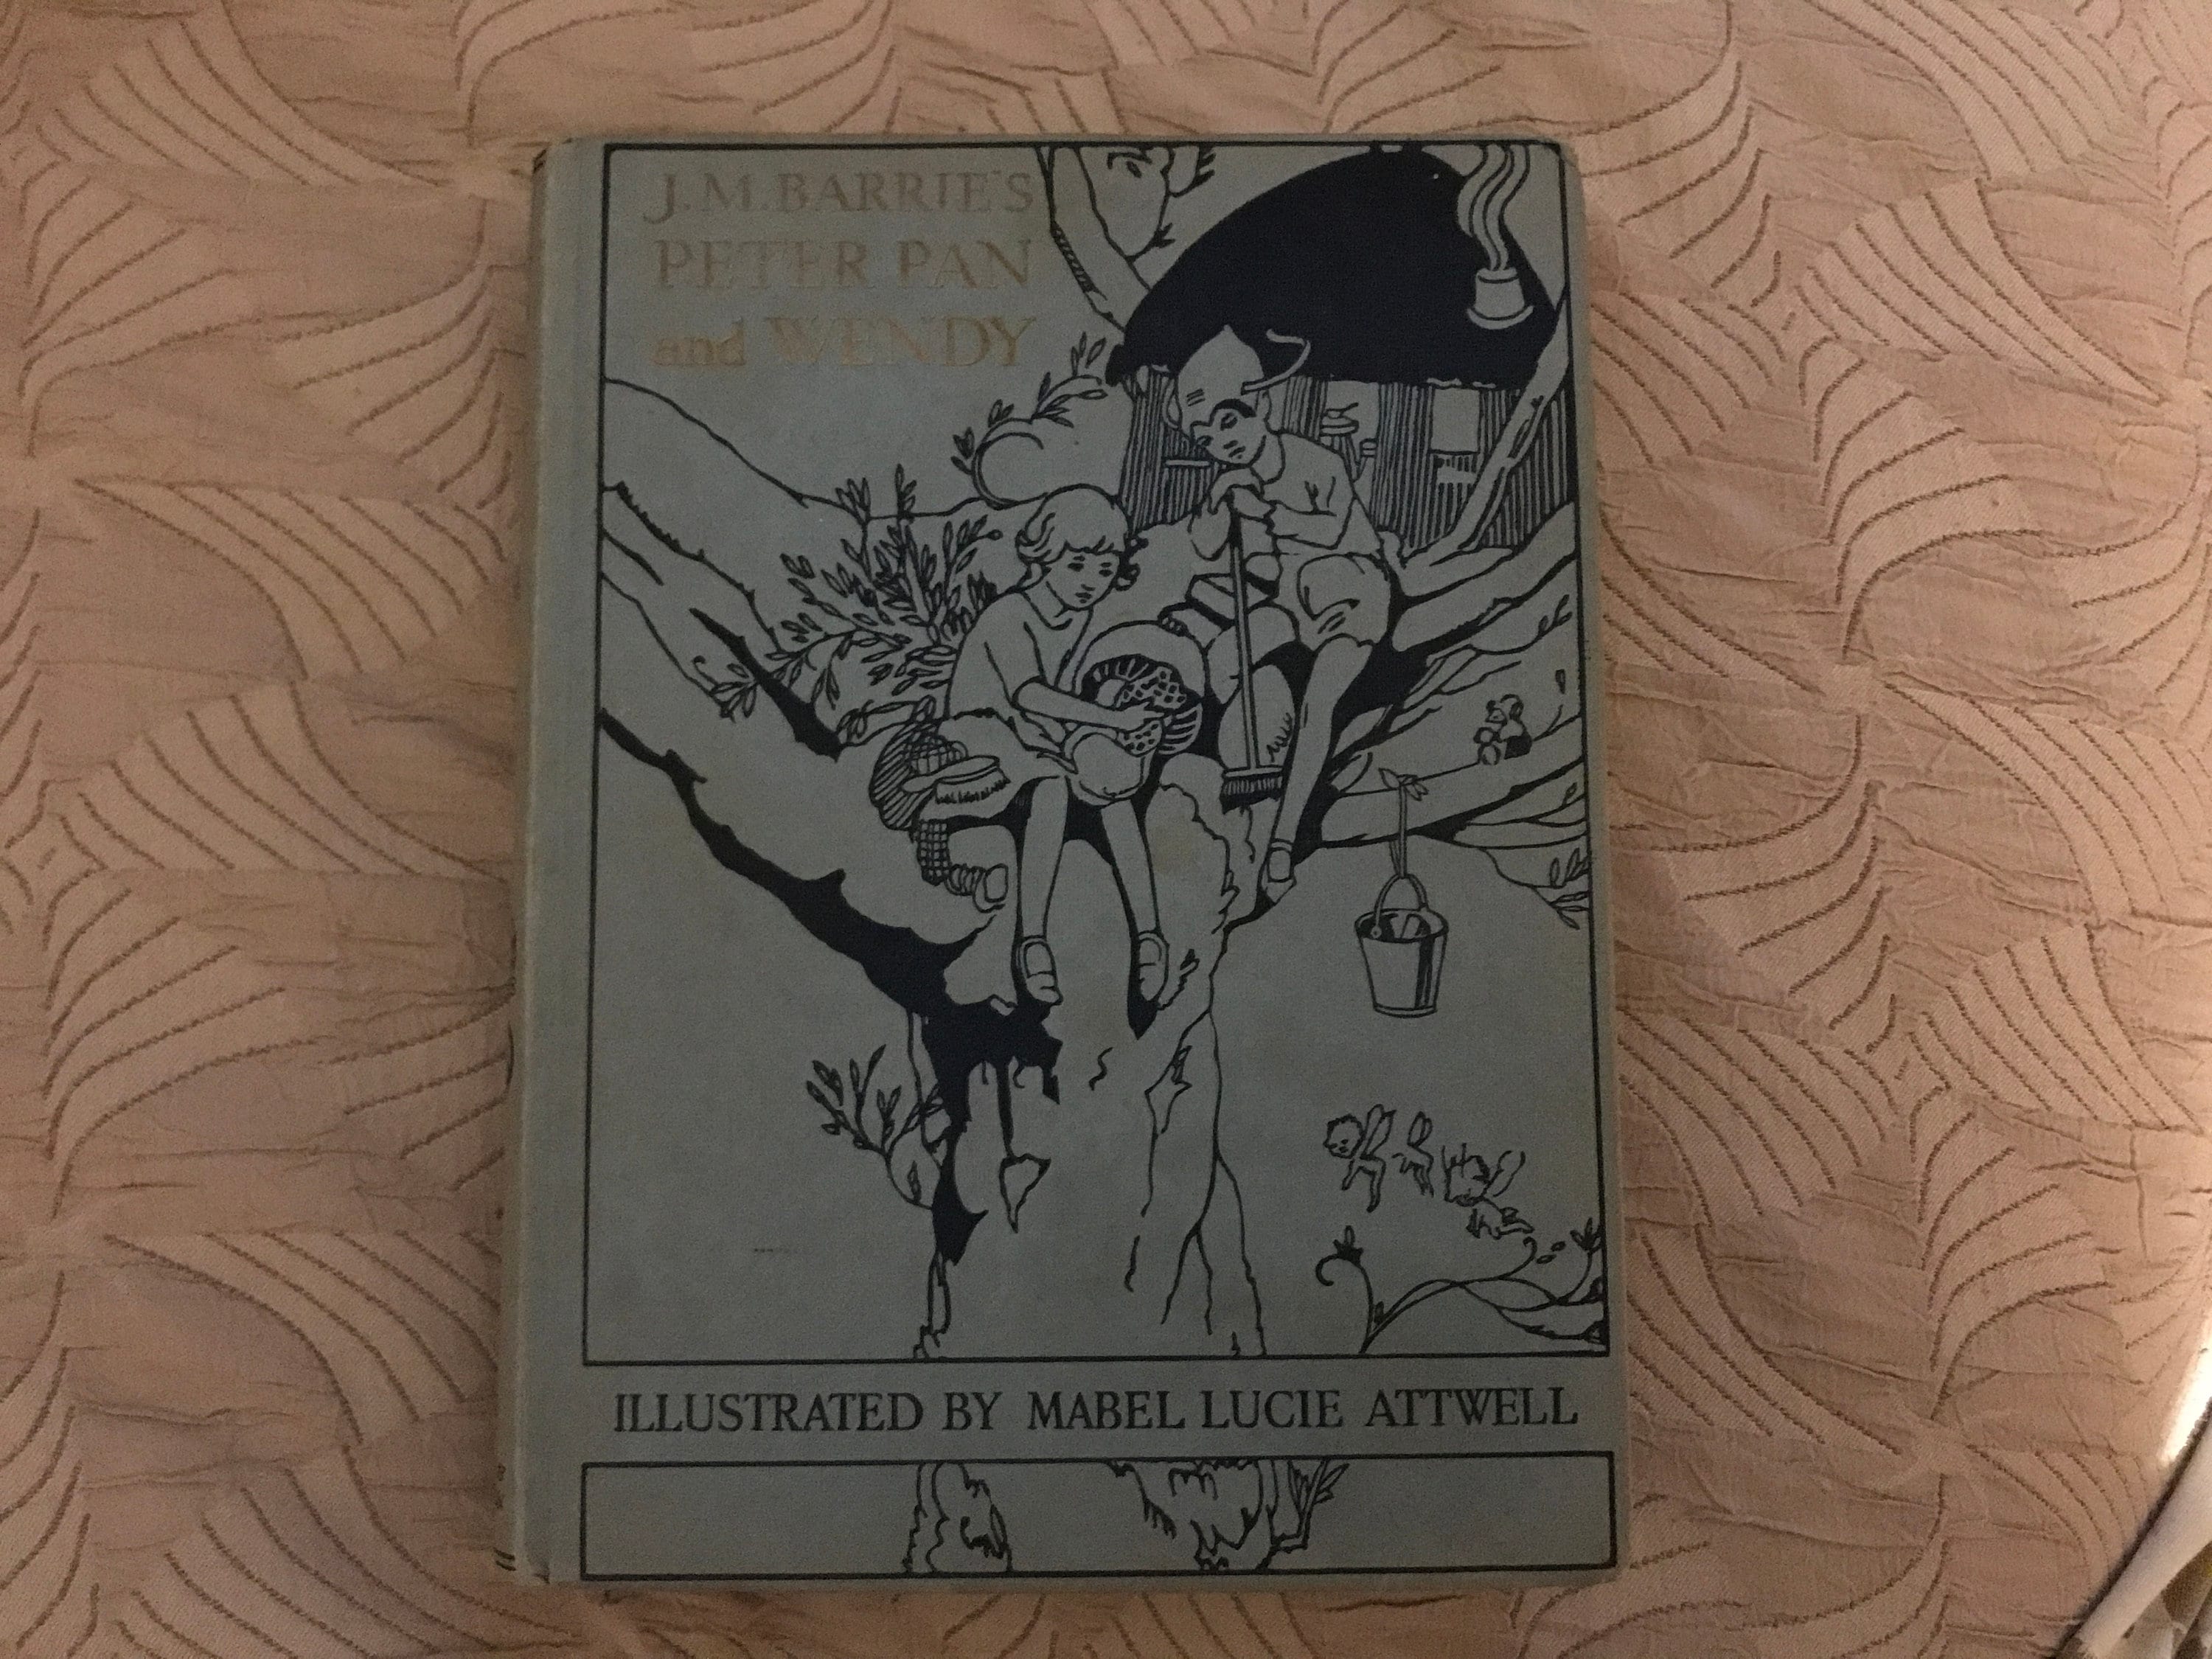 J. M. BARRIE'S
PETER PAN
and WENDY
ILLUSTRATED BY MABEL LUCIE ATTWELL